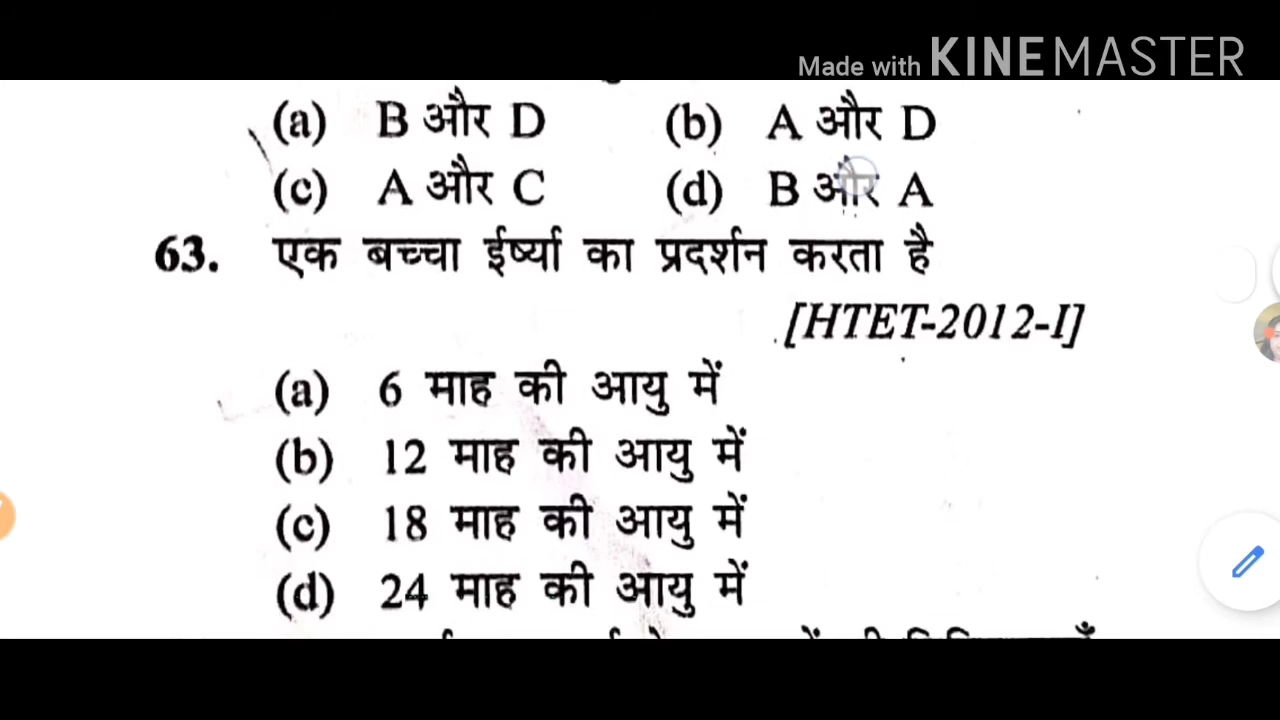 Made with KINEMASTER
(a) B और D (b) A और D
(c) A और C (d) B और A
63. एक बच्चा ईर्ष्या का प्रदर्शन करता है
[HTET-2012-I]
(a) 6 माह की आयु में
(b) 12 माह की आयु में
(c) 18 माह की आयु में
(d) 24 माह की आयु में